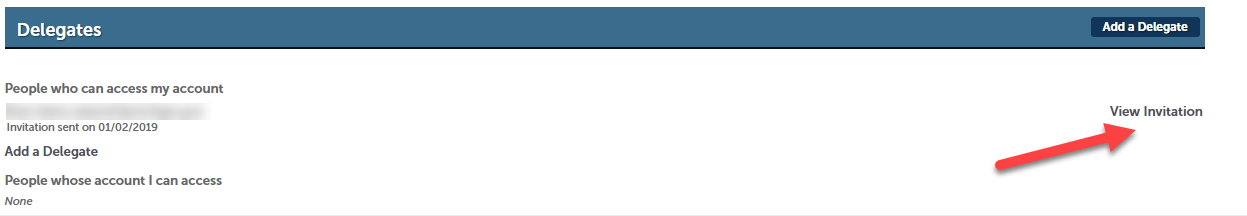 Delegates
Add a Delegate
People who can access my account
View Invitation
Invitation sent on 01/02/2019
Add a Delegate
People whose account I can access
None